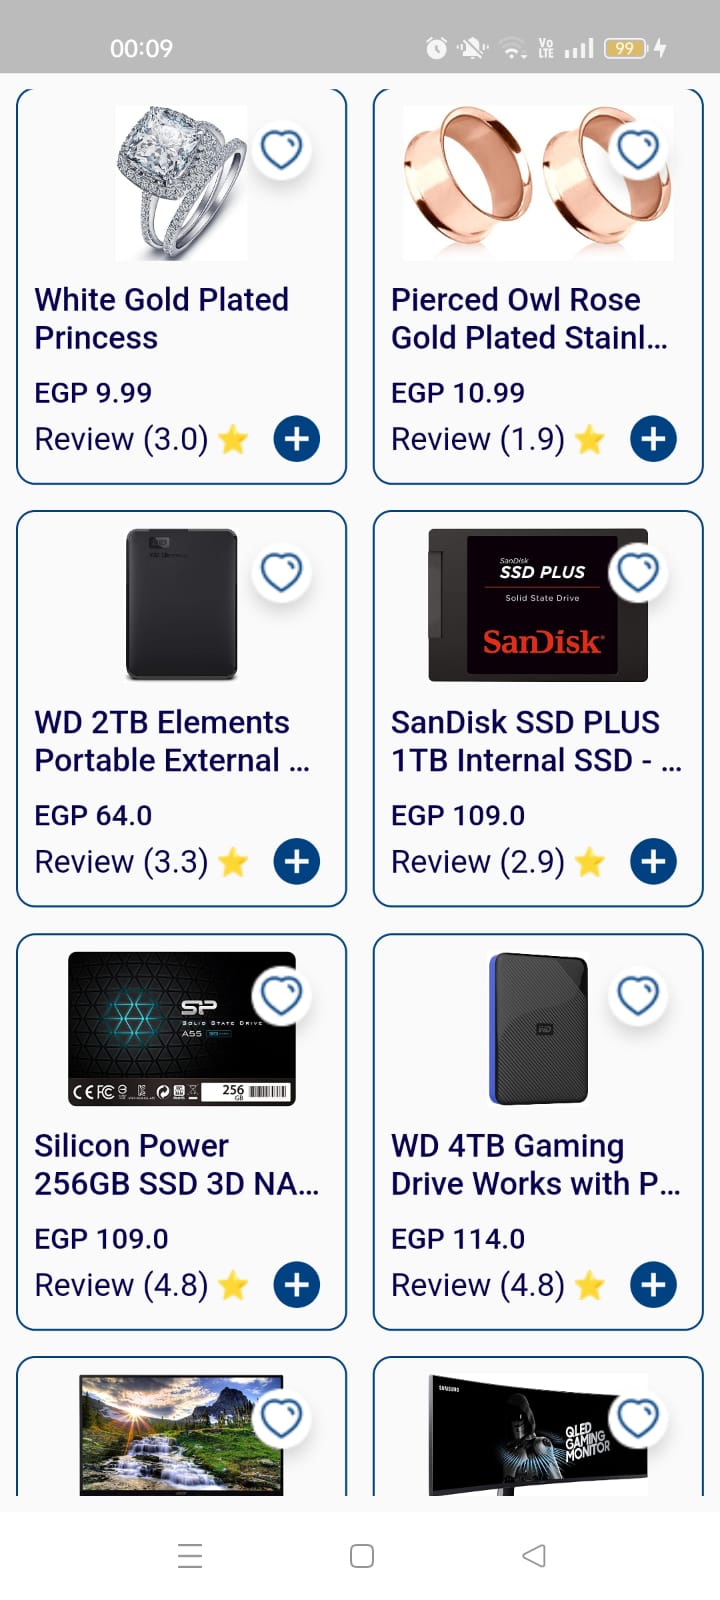 00:09
Vo
LTE
99
White Gold Plated
Princess
EGP 9.99
Review (3.0)
Pierced Owl Rose
Gold Plated Stainl...
EGP 10.99
Review (1.9)
WD
WD 2TB Elements
Portable External ...
EGP 64.0
Review (3.3)
SanDisk
SSD PLUS
Solid State Drive
SanDisk
SanDisk SSD PLUS
1TB Internal SSD - ...
EGP 109.0
Review (2.9)
SP
SOLID STATE DRIVE
A55
256
GB
Silicon Power
256GB SSD 3D NA...
EGP 109.0
Review (4.8)
WD
WD 4TB Gaming
Drive Works with P...
EGP 114.0
Review (4.8)
SAMSUNG
QLED
GAMING
MONITOR